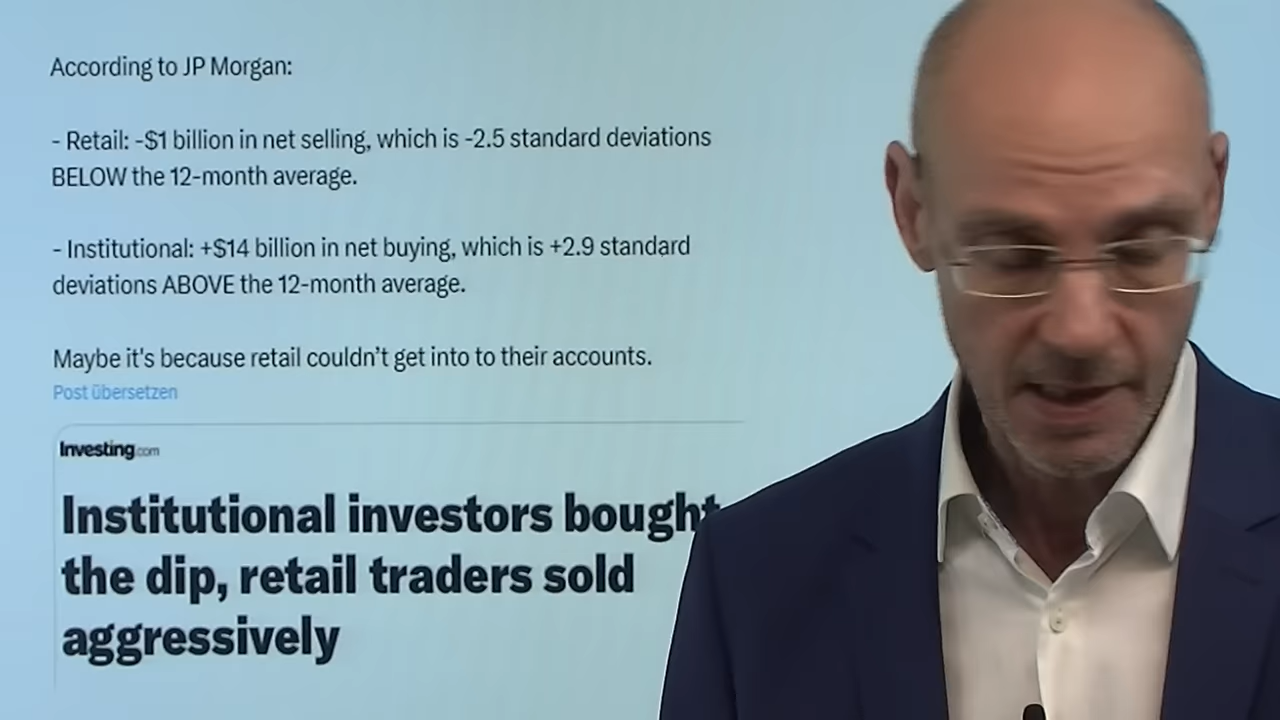 According to JP Morgan:
- Retail: -$1 billion in net selling, which is -2.5 standard deviations
BELOW the 12-month average.
- Institutional: +$14 billion in net buying, which is +2.9 standard
deviations ABOVE the 12-month average.
Maybe it's because retail couldn’t get into to their accounts.
Post übersetzen
Investing.com
Institutional investors bought
the dip, retail traders sold
aggressively